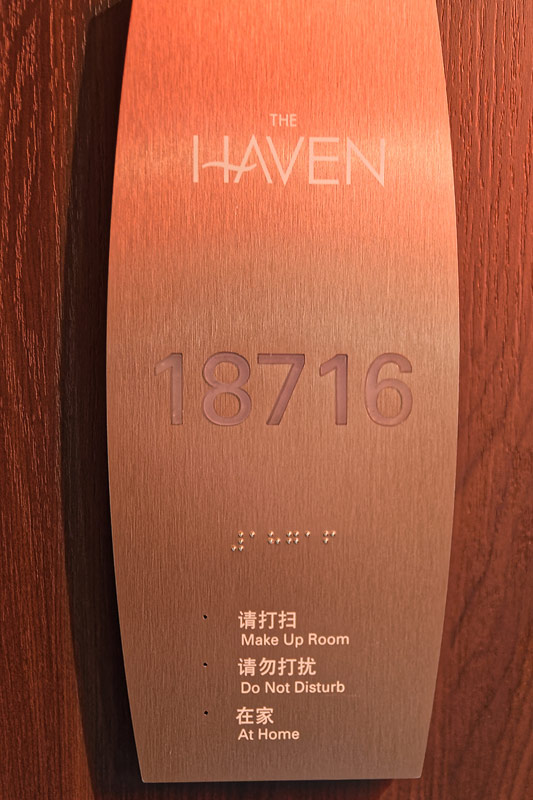 THE
HAVEN
18716
请打扫
Make Up Room
请勿打扰
Do Not Disturb
在家
At Home